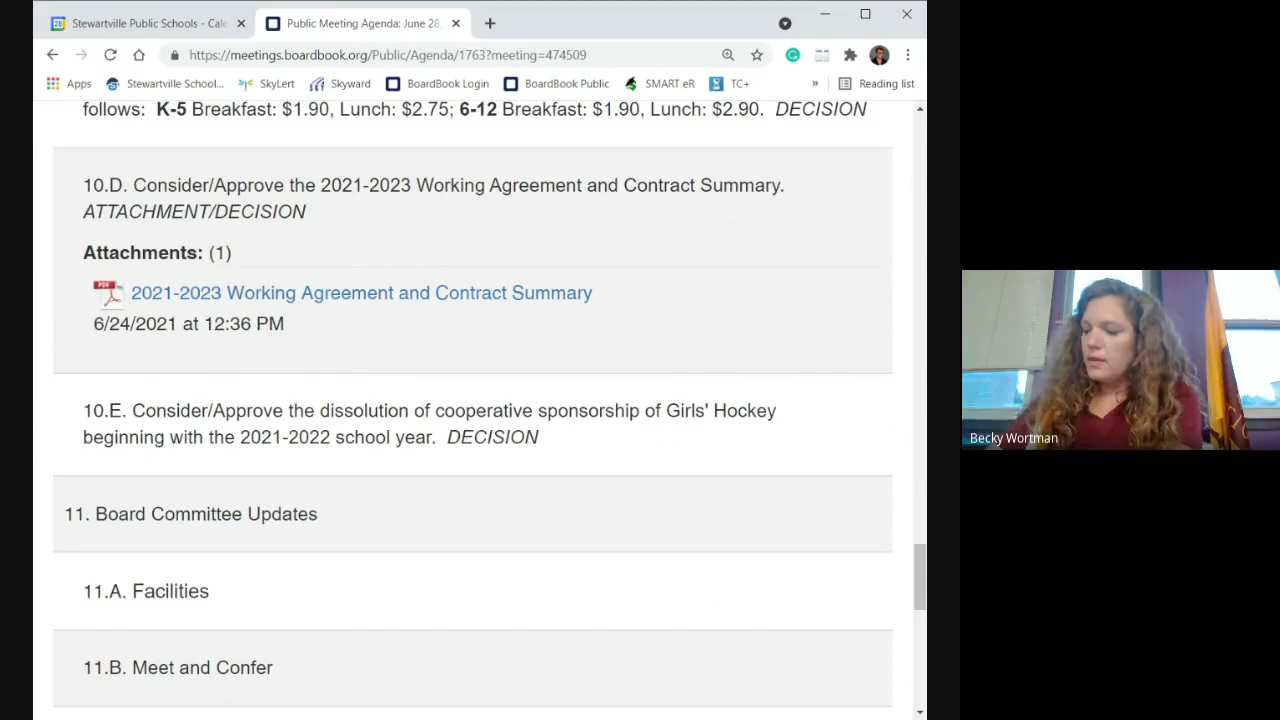 Stewartville Public Schools - Cale
Public Meeting Agenda: June 28,
https://meetings.boardbook.org/Public/Agenda/1763?meeting=474509
Apps
Stewartville School...
SkyLert
Skyward
BoardBook Login
BoardBook Public
SMART eR
TC+
»
Reading list
follows: K-5 Breakfast: $1.90, Lunch: $2.75; 6-12 Breakfast: $1.90, Lunch: $2.90. DECISION
10.D. Consider/Approve the 2021-2023 Working Agreement and Contract Summary.
ATTACHMENT/DECISION
Attachments: (1)
PDF
2021-2023 Working Agreement and Contract Summary
6/24/2021 at 12:36 PM
10.E. Consider/Approve the dissolution of cooperative sponsorship of Girls' Hockey
beginning with the 2021-2022 school year. DECISION
11. Board Committee Updates
11.A. Facilities
11.B. Meet and Confer
Becky Wortman